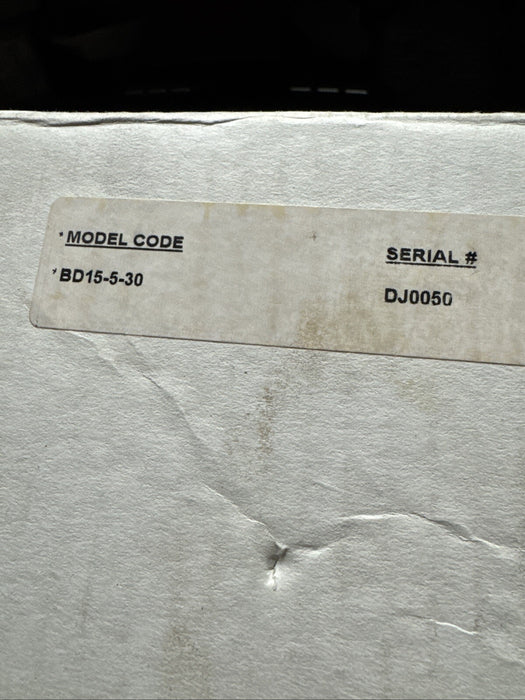 *MODEL CODE
SERIAL #
*BD15-5-30
DJ0050